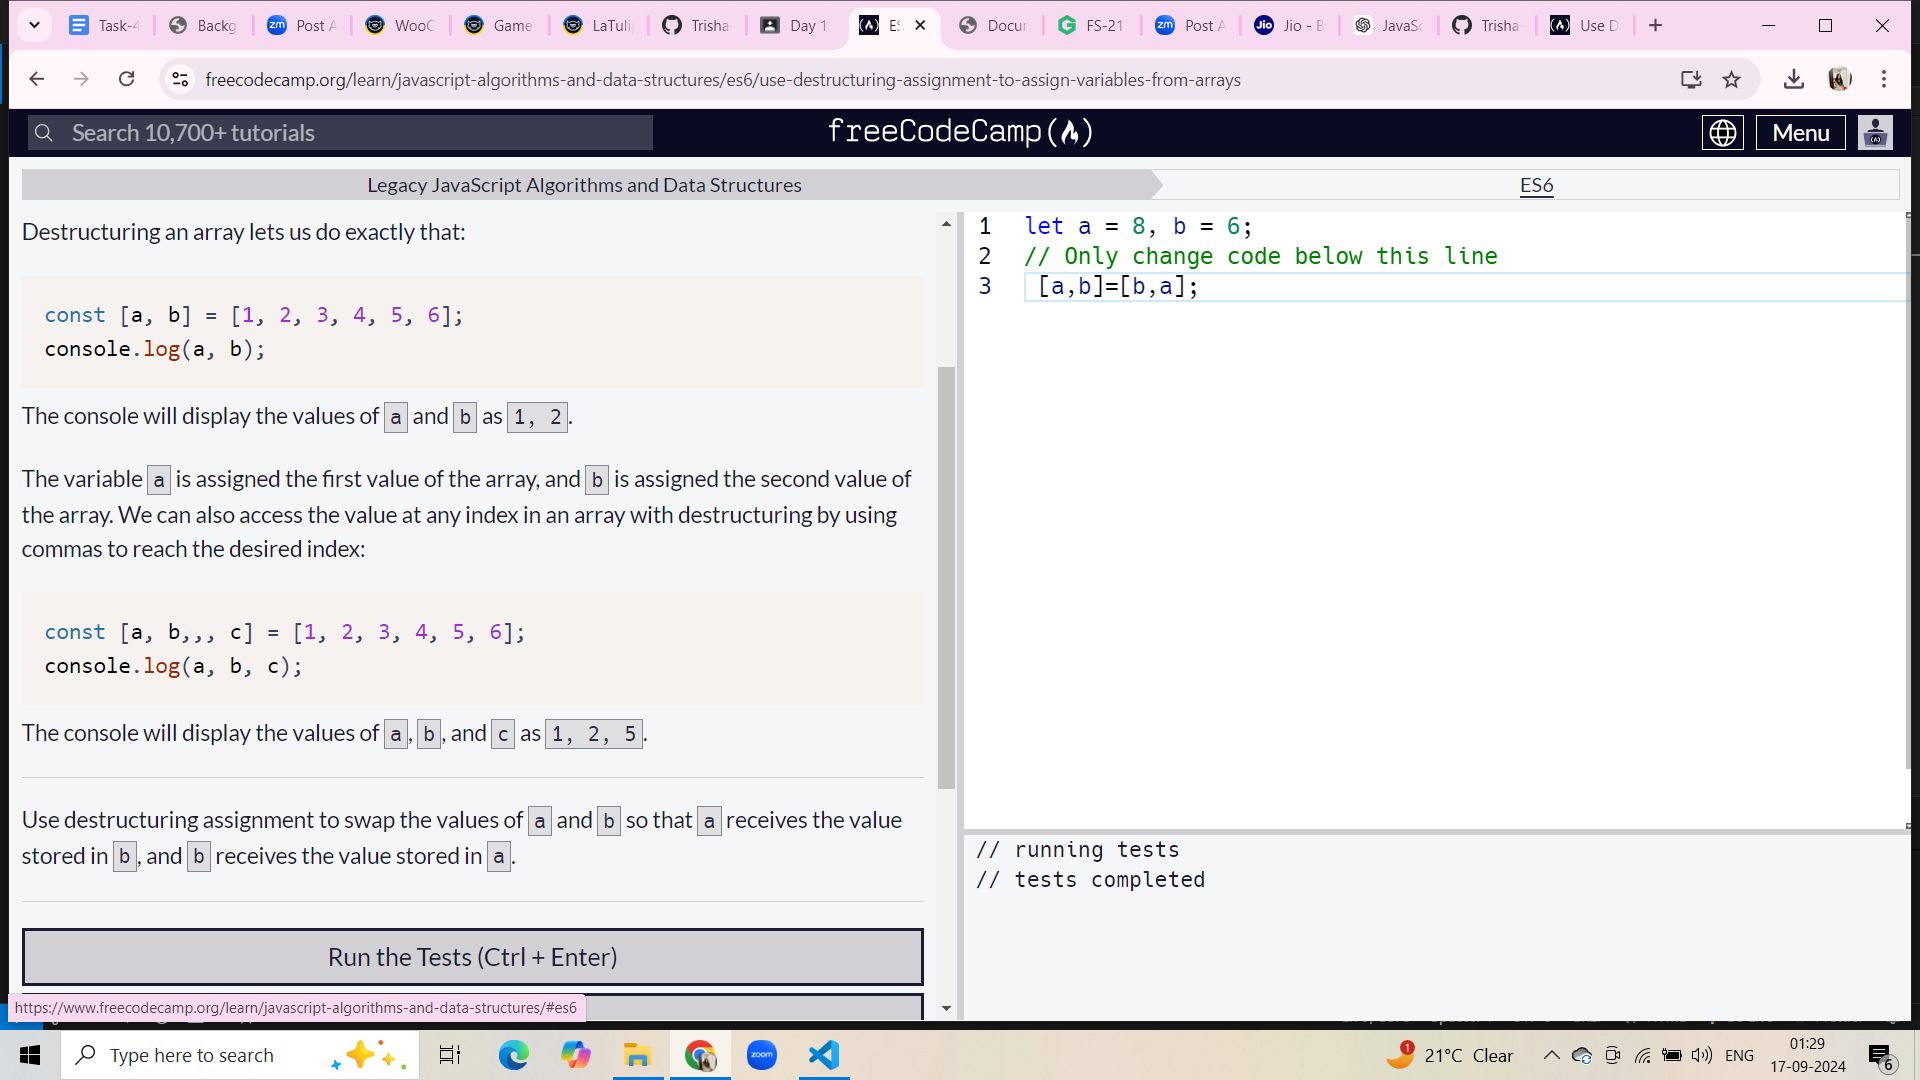 Task-4
Backg
Post A
WooC
Game
LaTuli
Trisha
Day 1
ES
Docur
FS-21
Post A
Jio - B
JavaSc
Trisha
Use D
freecodecamp.org/learn/javascript-algorithms-and-data-structures/es6/use-destructuring-assignment-to-assign-variables-from-arrays
Search 10,700+ tutorials
freeCodeCamp
Menu
Legacy JavaScript Algorithms and Data Structures
ES6
Destructuring an array lets us do exactly that:
const [a, b] = [1, 2, 3, 4, 5, 6];
console.log(a, b);
The console will display the values of a and b as 1, 2.
The variable a is assigned the first value of the array, and b is assigned the second value of
the array. We can also access the value at any index in an array with destructuring by using
commas to reach the desired index:
const [a, b,,, c] = [1, 2, 3, 4, 5, 6];
console.log(a, b, c);
The console will display the values of a, b, and c as 1, 2, 5.
Use destructuring assignment to swap the values of a and b so that a receives the value
stored in b, and b receives the value stored in a.
Run the Tests (Ctrl + Enter)
https://www.freecodecamp.org/learn/javascript-algorithms-and-data-structures/#es6
1 let a = 8, b = 6;
2 // Only change code below this line
3 [a,b]=[b,a];
// running tests
// tests completed
Type here to search
zoom
1
21°C Clear
ENG
01:29
17-09-2024
6